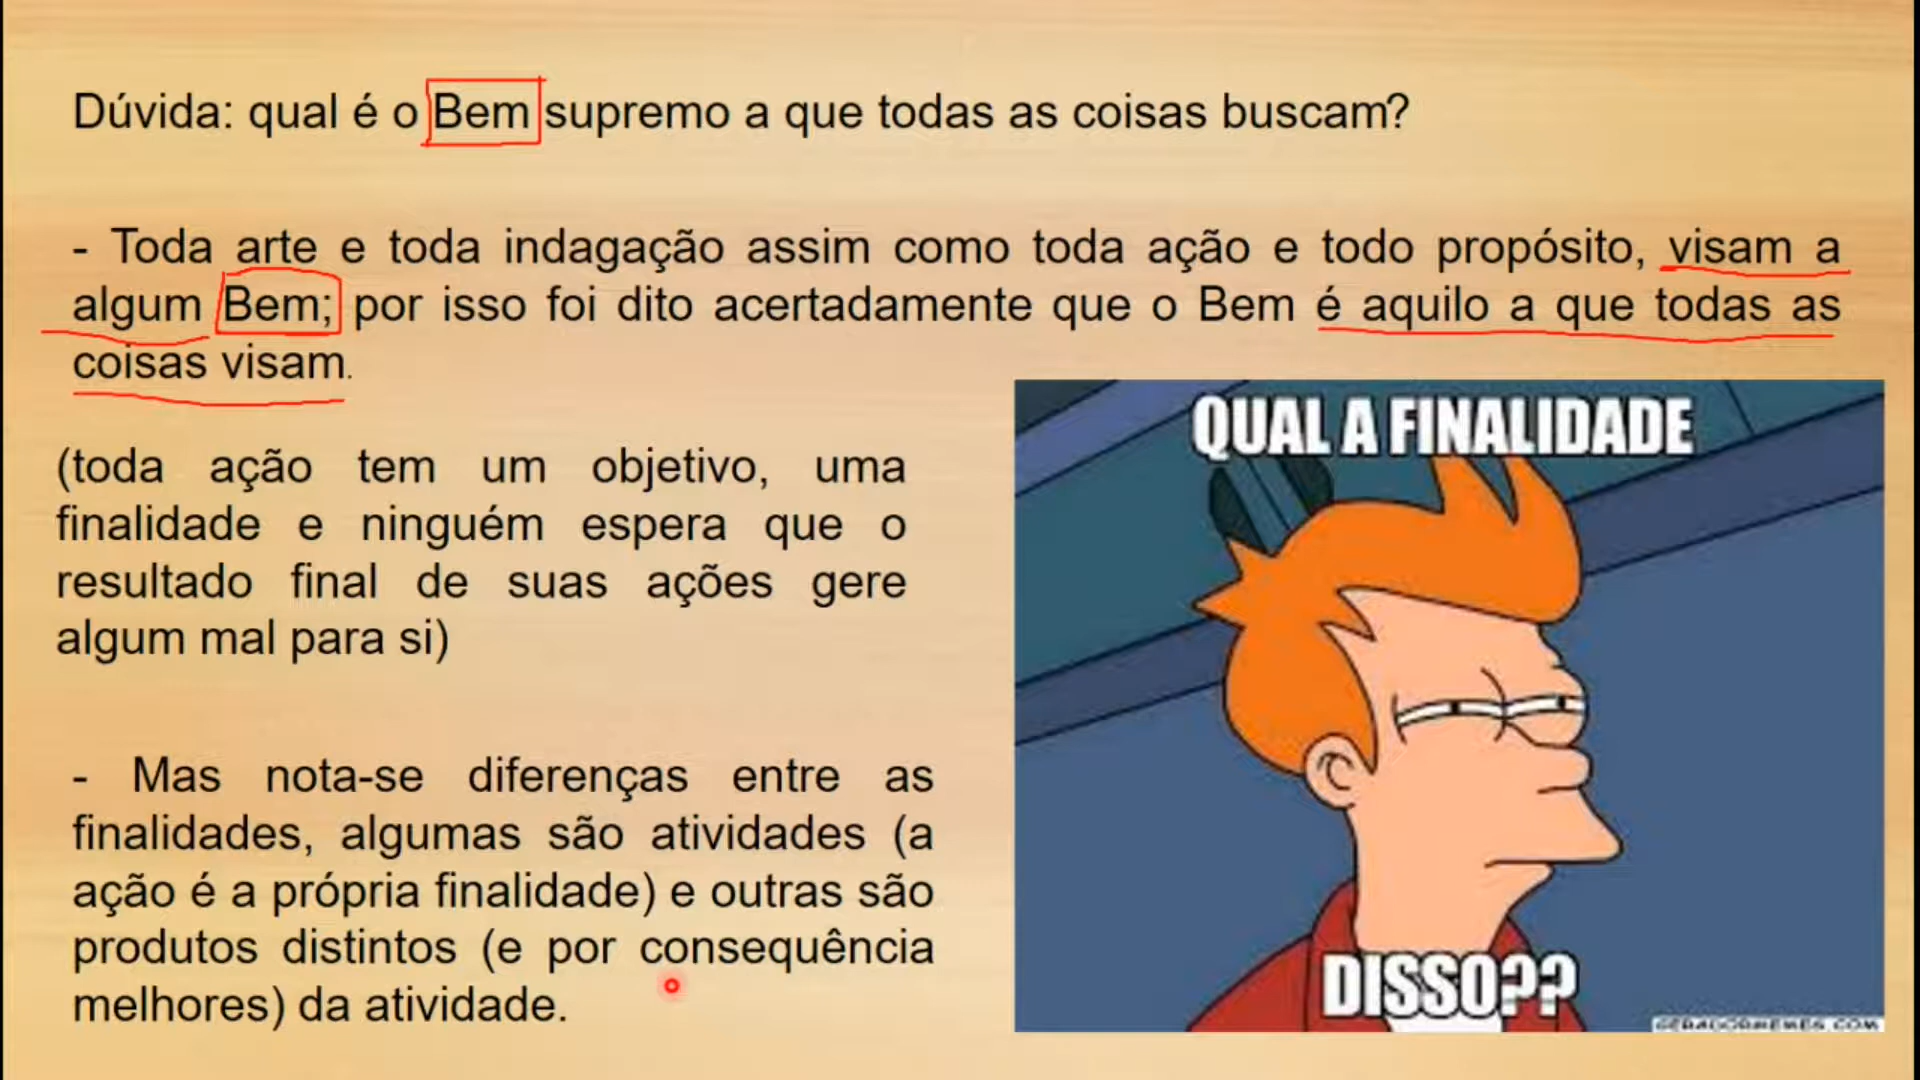 Dúvida: qual é o Bem supremo a que todas as coisas buscam?
- Toda arte e toda indagação assim como toda ação e todo propósito, visam a
algum Bem; por isso foi dito acertadamente que o Bem é aquilo a que todas as
coisas visam.
(toda ação tem um objetivo, uma
finalidade e ninguém espera que o
resultado final de suas ações gere
algum mal para si)
- Mas nota-se diferenças entre as
finalidades, algumas são atividades (a
ação é a própria finalidade) e outras são
produtos distintos (e por consequência
melhores) da atividade.
QUAL A FINALIDADE
DISSO??
GERADORMEMES.COM